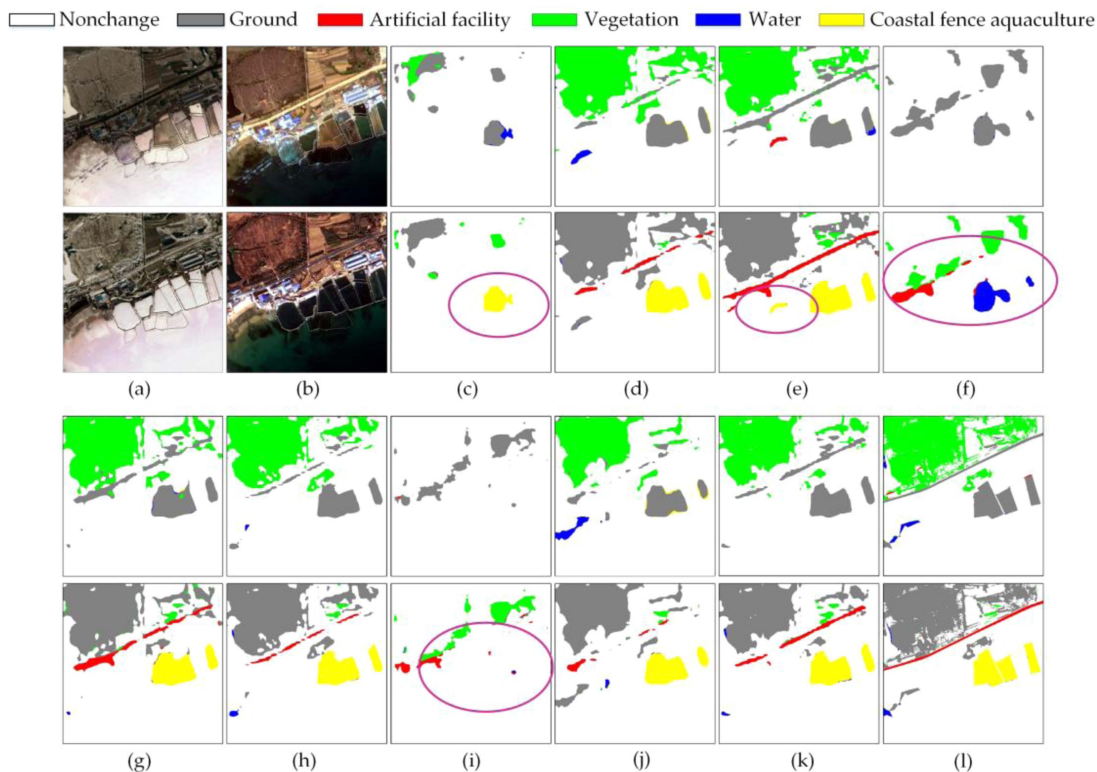 Nonchange Ground Artificial facility Vegetation Water Coastal fence aquaculture
(a) (b) (c) (d) (e) (f)
(g) (h) (i) (j) (k) (l)